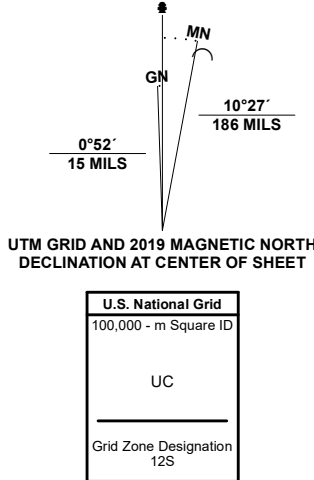 MN
GN
10°27´
186 MILS
0°52´
15 MILS
UTM GRID AND 2019 MAGNETIC NORTH
DECLINATION AT CENTER OF SHEET
U.S. National Grid
100,000 - m Square ID
UC
Grid Zone Designation
12S